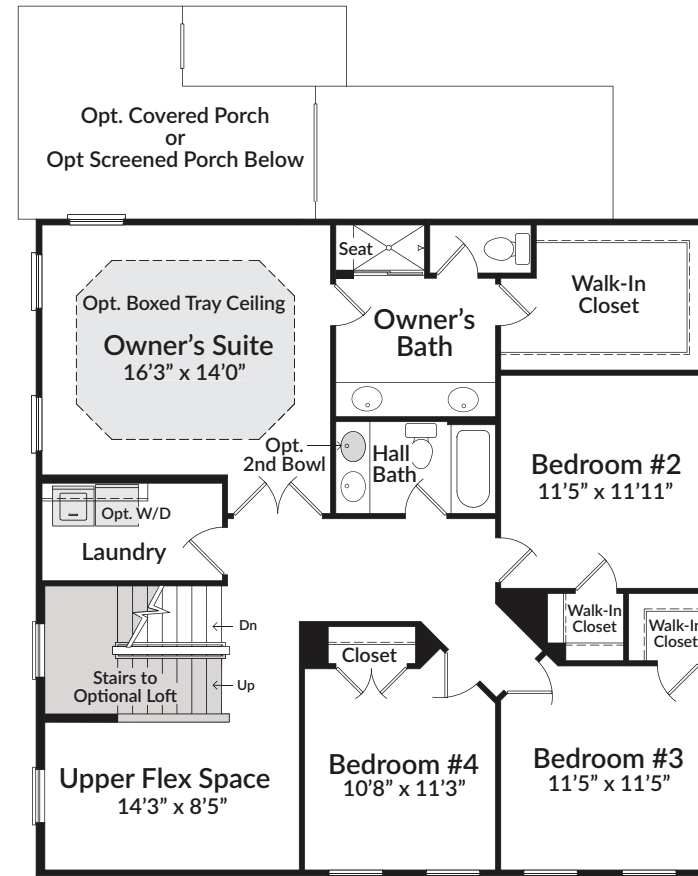 Opt. Covered Porch
or
Opt Screened Porch Below
Seat
Walk-In
Closet
Opt. Boxed Tray Ceiling
Owner’s Suite
16’3” x 14’0”
Owner’s
Bath
Opt.
2nd Bowl
Hall
Bath
Bedroom #2
11’5” x 11’11”
Opt. W/D
Laundry
Walk-In
Closet
Walk-In
Closet
Dn
Closet
Stairs to
Optional Loft
Up
Upper Flex Space
14’3” x 8’5”
Bedroom #4
10’8” x 11’3”
Bedroom #3
11’5” x 11’5”